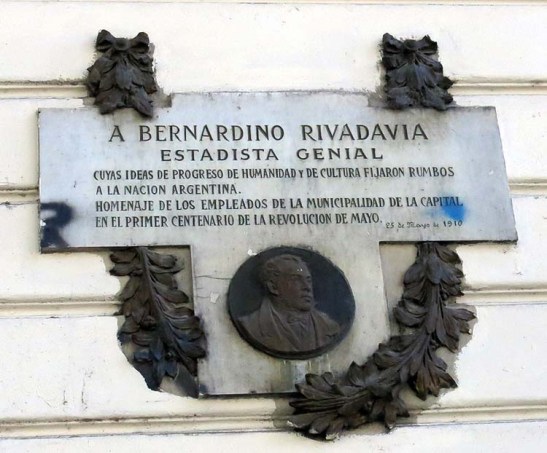 A BERNARDINO RIVADAVIA
ESTADISTA GENIAL
CUYAS IDEAS DE PROGRESO DE HUMANIDAD Y DE CULTURA FIJARON RUMBOS
A LA NACION ARGENTINA.
HOMENAJE DE LOS EMPLEADOS DE LA MUNICIPALIDAD DE LA CAPITAL
EN EL PRIMER CENTENARIO DE LA REVOLUCION DE MAYO. 25 de Mayo de 1910